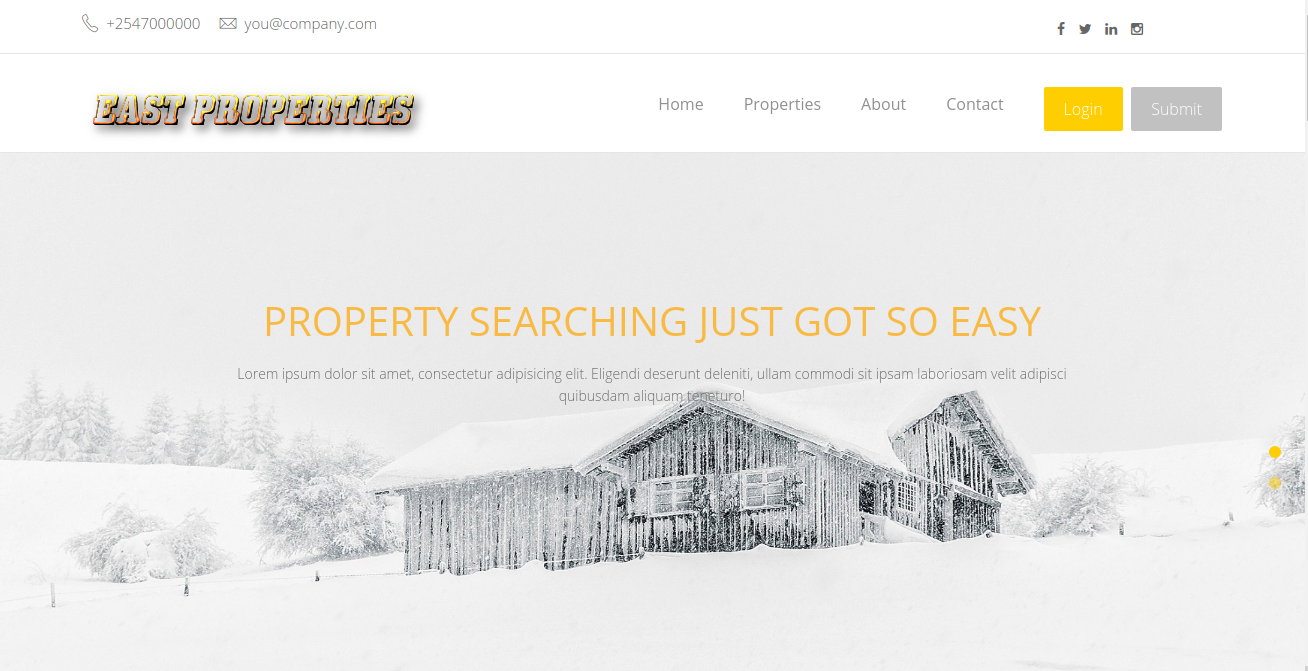 +2547000000 you@company.com
EAST PROPERTIES
Home Properties About Contact Login Submit
PROPERTY SEARCHING JUST GOT SO EASY
Lorem ipsum dolor sit amet, consectetur adipisicing elit. Eligendi deserunt deleniti, ullam commodi sit ipsam laboriosam velit adipisci
quibusdam aliquam teneturo!